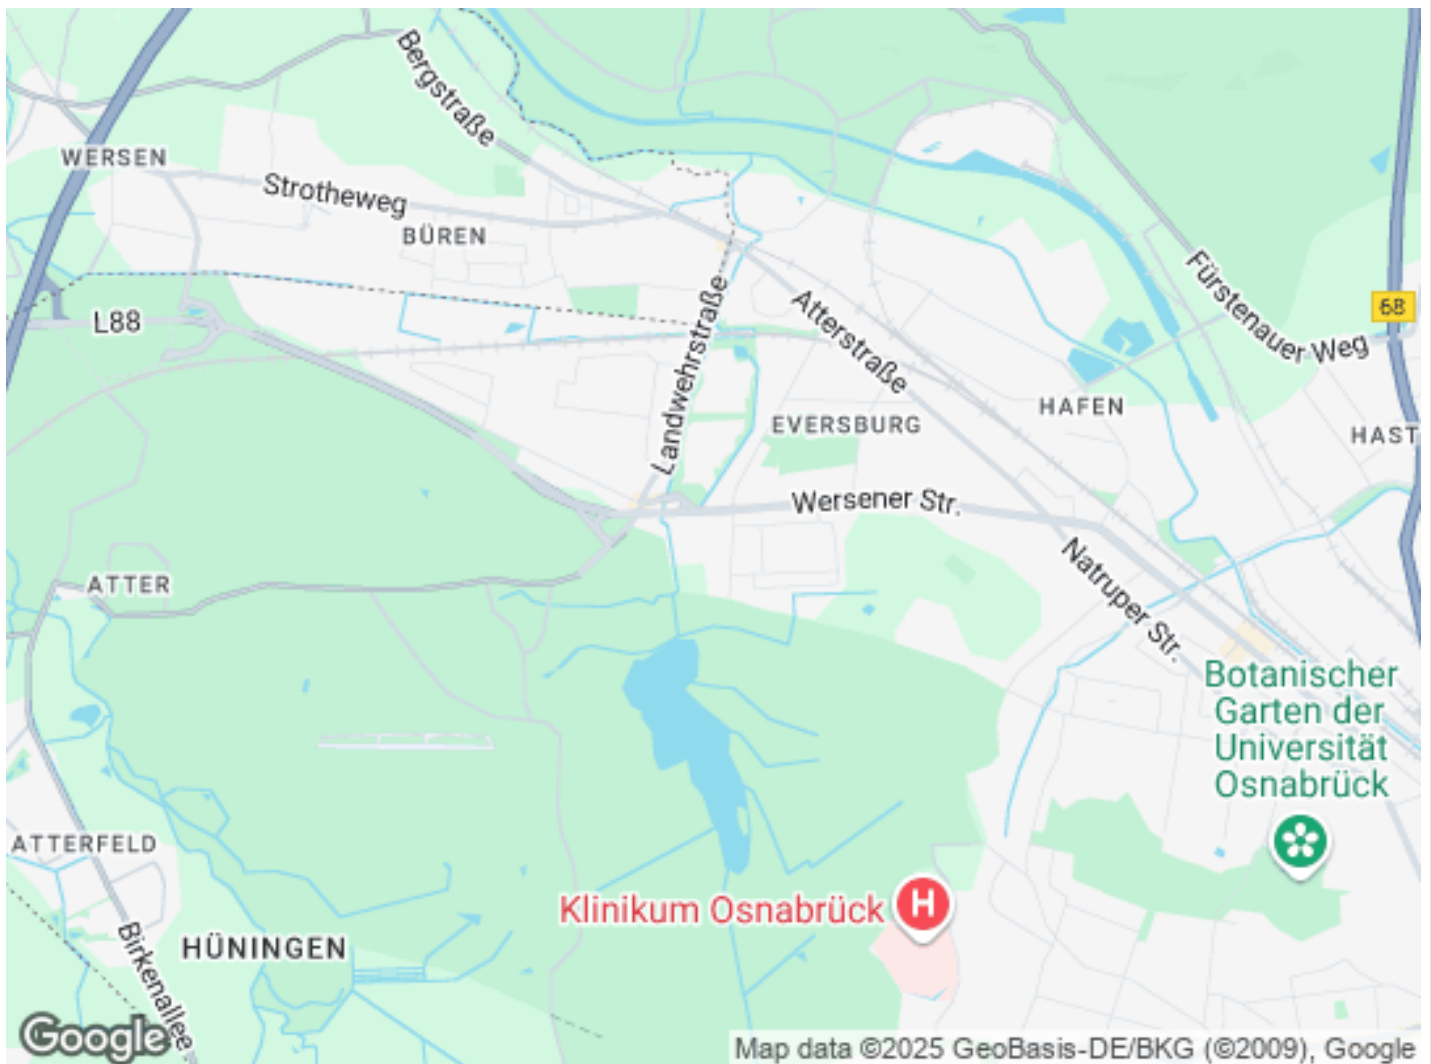 Bergstraße
WERSEN
Strotheweg
BÜREN
L88
Landwehrstraße
Atterstraße
Fürstenauer Weg
68
HAFEN
EVERSBURG
HAST
Wersener Str.
Natruper Str.
ATTER
Botanischer
Garten der
Universität
Osnabrück
ATTERFELD
Klinikum Osnabrück
H
HÜNINGEN
Birkenallee
Google
Map data ©2025 GeoBasis-DE/BKG (©2009), Google